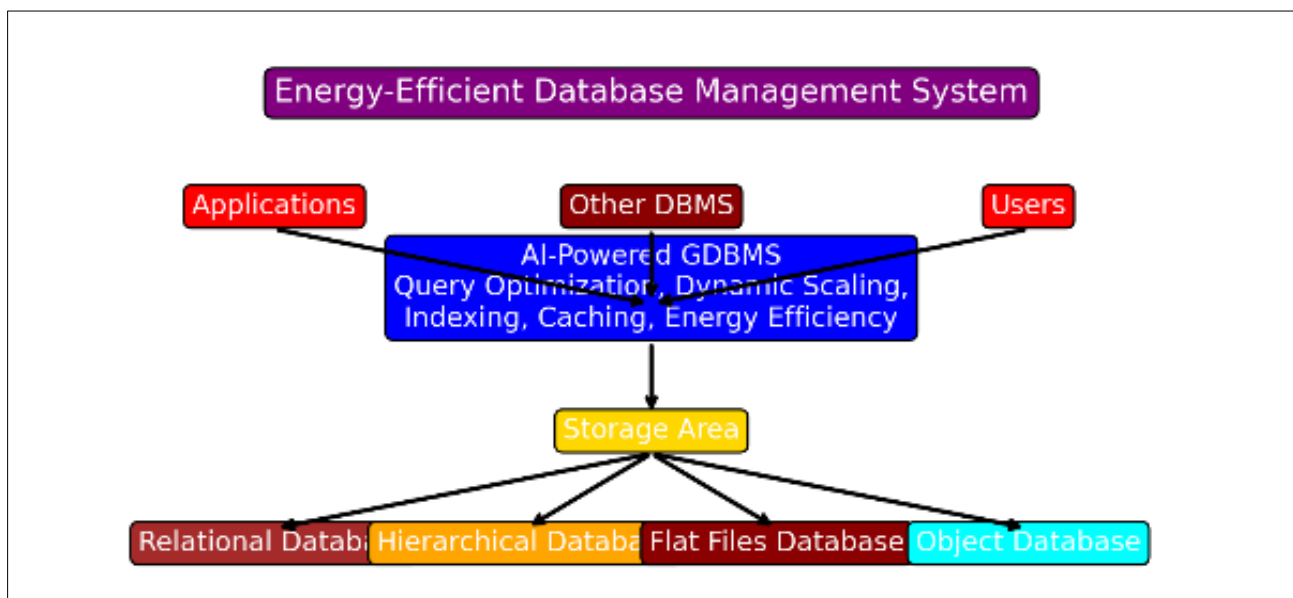 Energy-Efficient Database Management System
Applications
Other DBMS
Users
AI-Powered GDBMS
Query Optimization, Dynamic Scaling,
Indexing, Caching, Energy Efficiency
Storage Area
Relational Databa
Hierarchical Databa
Flat Files Database
Object Database